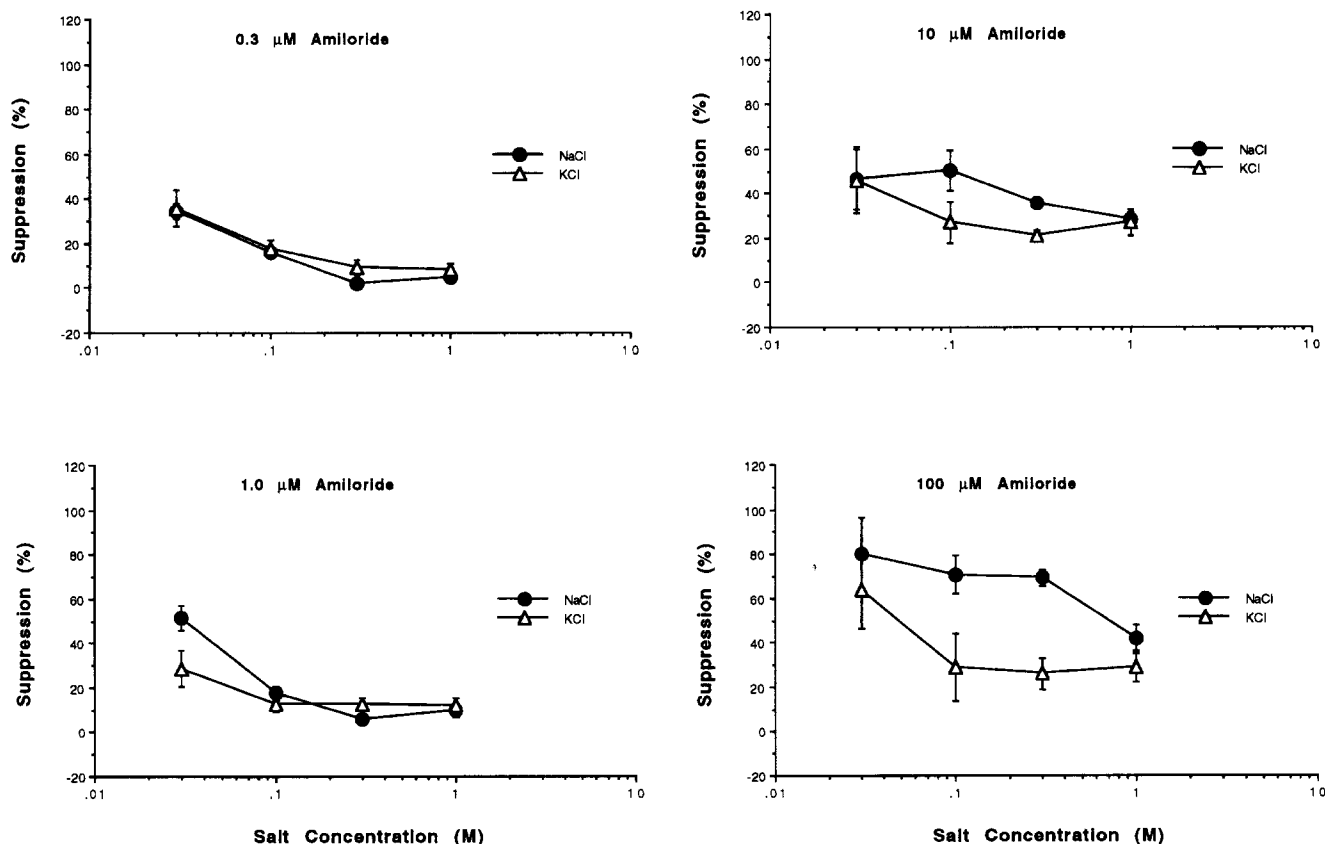 0.3 μM Amiloride
120
100
80
60
40
20
0
-20
Suppression (%)
NaCl
KCl
.01
.1
1
10
10 μM Amiloride
120
100
80
60
40
20
0
-20
Suppression (%)
NaCl
KCl
.01
.1
1
10
1.0 μM Amiloride
120
100
80
60
40
20
0
-20
Suppression (%)
NaCl
KCl
.01
.1
1
10
Salt Concentration (M)
100 μM Amiloride
120
100
80
60
40
20
0
-20
Suppression (%)
NaCl
KCl
.01
.1
1
10
Salt Concentration (M)